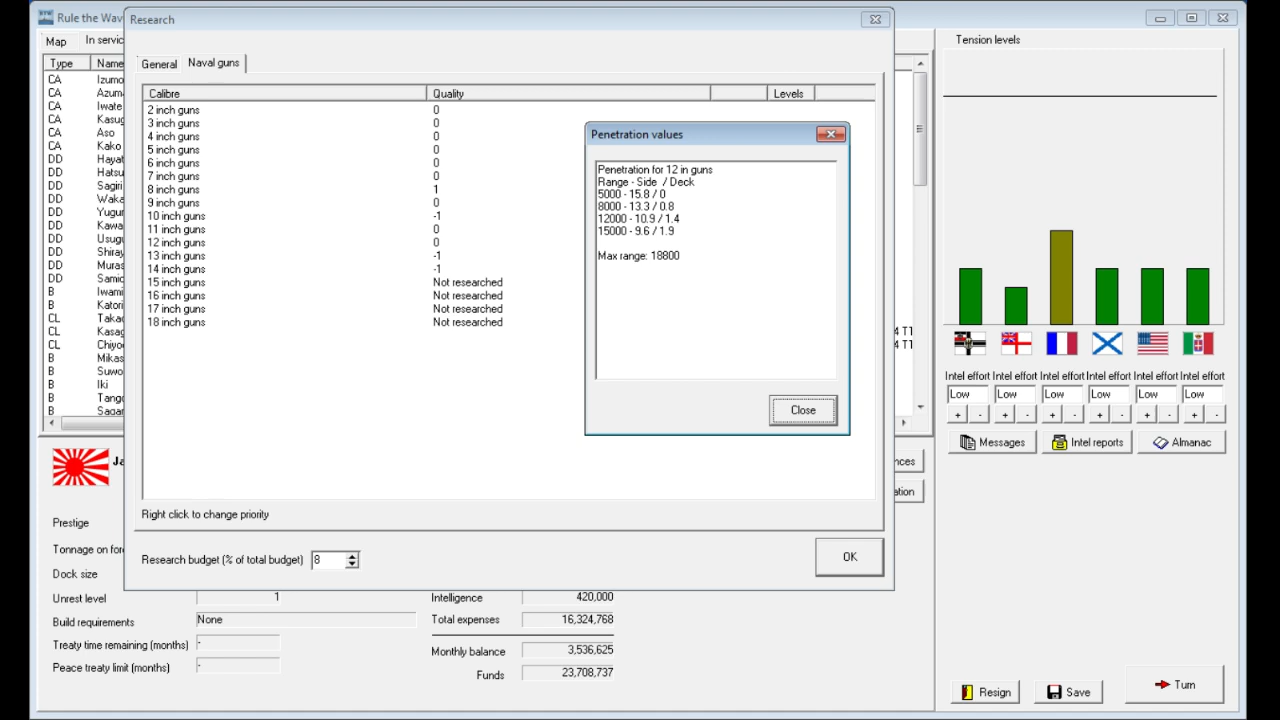 Rule the Wav
Research
Map
In servic
Type
Name
CA Izumo
CA Azum
CA Iwate
CA Kasug
CA Aso
CA Kako
DD Hayat
DD Hatsu
DD Sagiri
DD Waka
DD Yugur
DD Kawa
DD Usugu
DD Shiray
DD Muras
DD Samid
B Iwami
B Katori
CL Taka
CL Kasag
CL Chiyo
B Mikas
B Suwo
B Iki
B Tang
B Sagar
4 T1
4 T1
General
Naval guns
Calibre Quality Levels
2 inch guns 0
3 inch guns 0
4 inch guns 0
5 inch guns 0
6 inch guns 0
7 inch guns 0
8 inch guns 1
9 inch guns 0
10 inch guns -1
11 inch guns 0
12 inch guns 0
13 inch guns -1
14 inch guns -1
15 inch guns Not researched
16 inch guns Not researched
17 inch guns Not researched
18 inch guns Not researched
Right click to change priority
Research budget (% of total budget) 8
OK
Penetration values
Penetration for 12 in guns
Range - Side / Deck
5000 - 15.8 / 0
8000 - 13.3 / 0.8
12000 - 10.9 / 1.4
15000 - 9.6 / 1.9
Max range: 18800
Close
Tension levels
Intel effort Intel effort Intel effort Intel effort Intel effort Intel effort
Low Low Low Low Low Low
+ - + - + - + - + - + -
Messages
Intel reports
Almanac
Ja
nces
ation
Prestige
Tonnage on for
Dock size
Unrest level 1
Build requirements None
Treaty time remaining (months) -
Peace treaty limit (months) -
Intelligence 420,000
Total expenses 16,324,768
Monthly balance 3,536,625
Funds 23,708,737
Resign
Save
Turn